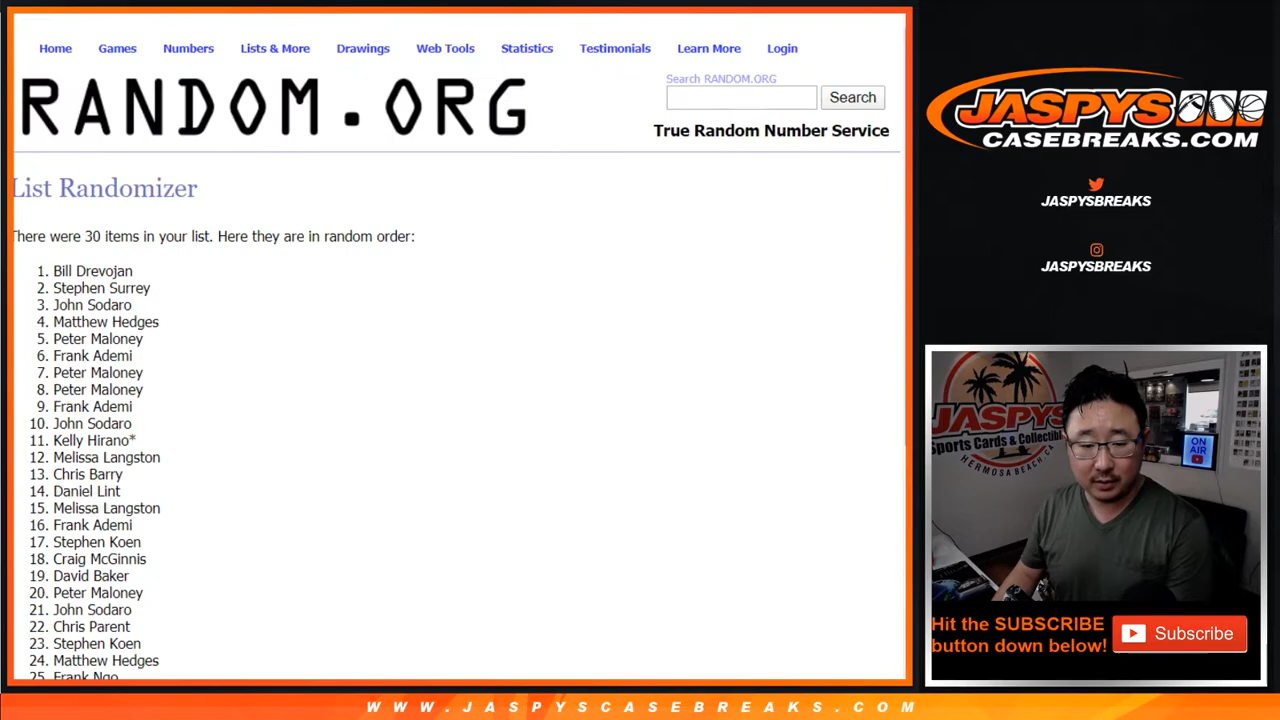 Home Games Numbers Lists & More Drawings Web Tools Statistics Testimonials Learn More Login
RANDOM.ORG
Search RANDOM.ORG
Search
True Random Number Service
List Randomizer
There were 30 items in your list. Here they are in random order:
1. Bill Drevojan
2. Stephen Surrey
3. John Sodaro
4. Matthew Hedges
5. Peter Maloney
6. Frank Ademi
7. Peter Maloney
8. Peter Maloney
9. Frank Ademi
10. John Sodaro
11. Kelly Hirano*
12. Melissa Langston
13. Chris Barry
14. Daniel Lint
15. Melissa Langston
16. Frank Ademi
17. Stephen Koen
18. Craig McGinnis
19. David Baker
20. Peter Maloney
21. John Sodaro
22. Chris Parent
23. Stephen Koen
24. Matthew Hedges
25. Frank Ngo
JASPYS
CASEBREAKS.COM
JASPYSBREAKS
JASPYSBREAKS
JASPYS
Sports Cards & Collectibl
HERMOSA BEACH, CA
ON
AIR
Hit the SUBSCRIBE
button down below!
Subscribe
WWW.JASPYSCASEBREAKS.COM